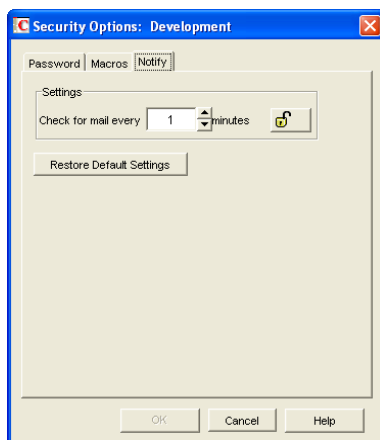 Security Options: Development
Password Macros Notify
Settings
Check for mail every 1 minutes
Restore Default Settings
OK Cancel Help